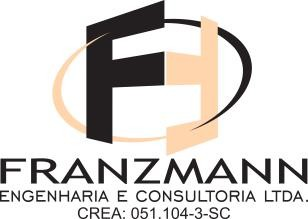 FRANZMANN
ENGENHARIA E CONSULTORIA LTDA.
CREA: 051.104-3-SC